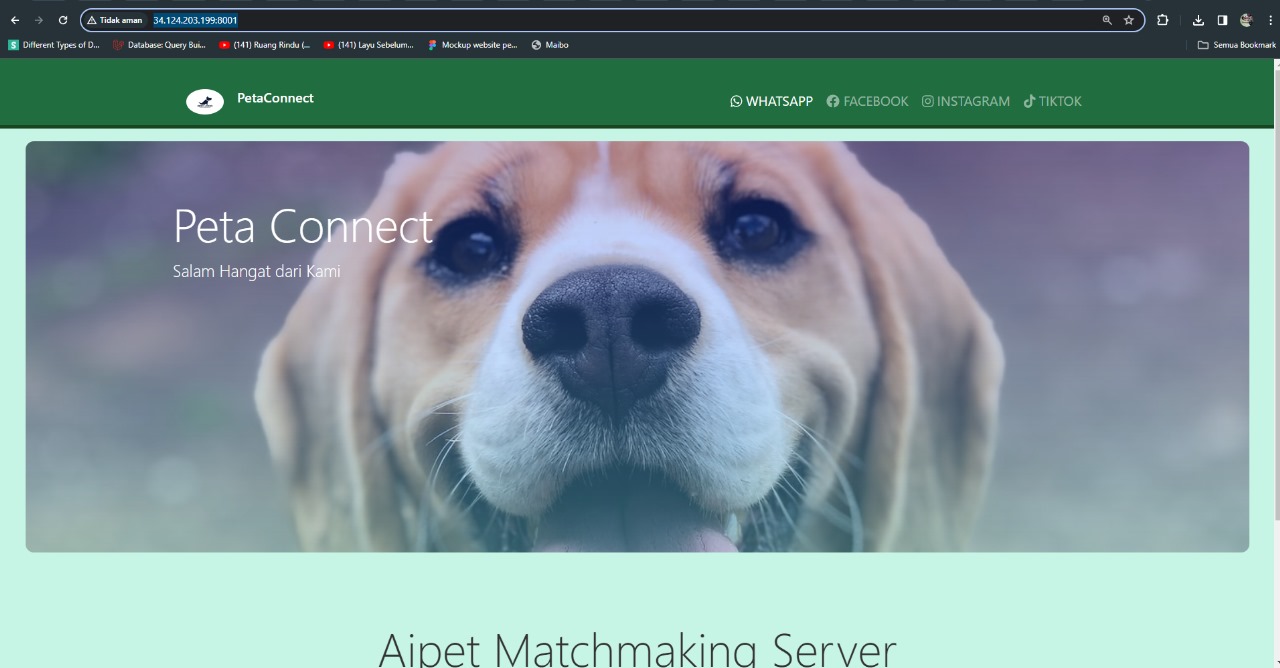 Tidak aman 34.124.203.199:8001
Different Types of D... Database: Query Bui... (141) Ruang Rindu (... (141) Layu Sebelum... Mockup website pe... Maibo Semua Bookmark
PetaConnect WHATSAPP FACEBOOK INSTAGRAM TIKTOK
Peta Connect
Salam Hangat dari Kami
Aipet Matchmaking Server